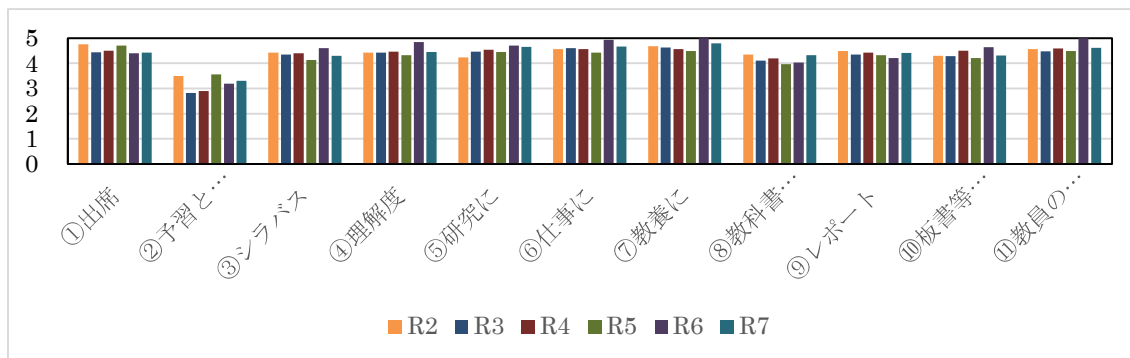 5
4
3
2
1
0
①出席
②予習と…
③シラバス
④理解度
⑤研究に
⑥仕事に
⑦教養に
⑧教科書…
⑨レポート
⑩板書等…
⑪教員の…
R2 R3 R4 R5 R6 R7